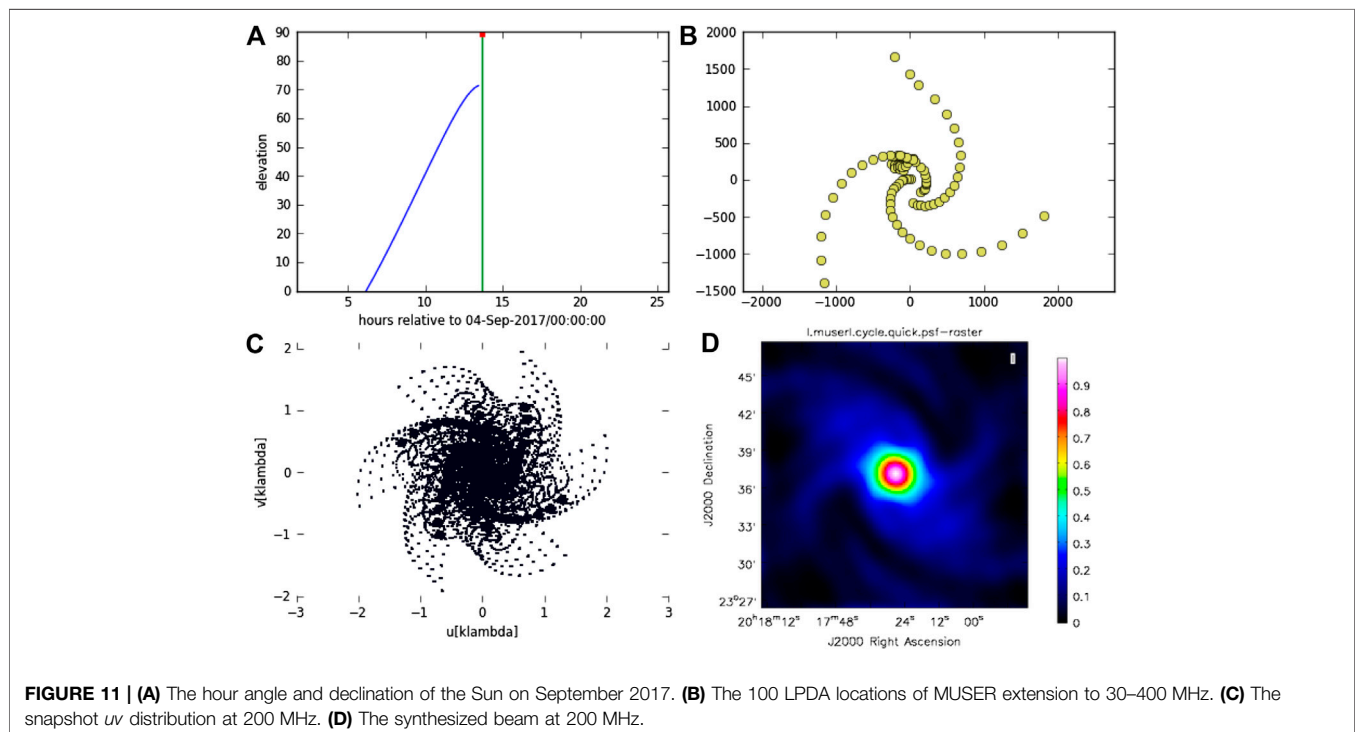 A
90
80
70
60
50
40
30
20
10
0
elevation
5 10 15 20 25
hours relative to 04-Sep-2017/00:00:00
B
2000
1500
1000
500
0
−500
−1000
−1500
−2000 −1000 0 1000 2000
C
2
1
0
−1
−2
v[klambda]
−3 −2 −1 0 1 2 3
u[klambda]
D
I.muserI.cycle.quick.psf−raster
45'
42'
39'
36'
33'
30'
23°27'
J2000 Declination
20h18m12s 17m48s 24s 12s 00s
J2000 Right Ascension
0.9
0.8
0.7
0.6
0.5
0.4
0.3
0.2
0.1
0
FIGURE 11 | (A) The hour angle and declination of the Sun on September 2017. (B) The 100 LPDA locations of MUSER extension to 30–400 MHz. (C) The
snapshot uv distribution at 200 MHz. (D) The synthesized beam at 200 MHz.